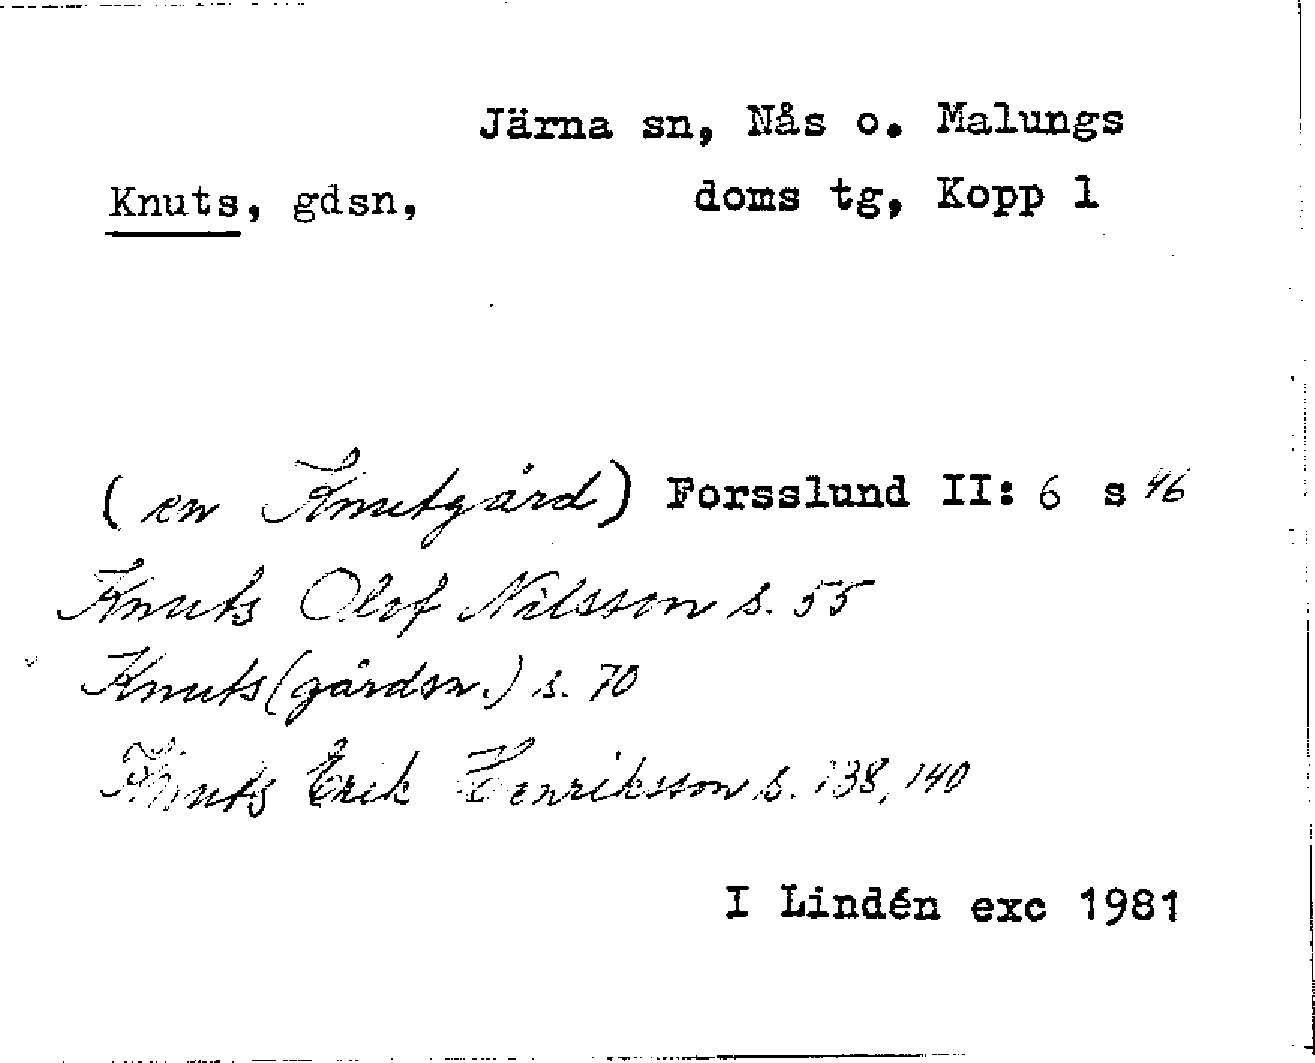 Järna sn, Nås o. Malungs
Knuts, gdsn, doms tg, Kopp l
(en Knutgård) Forsslund II: 6 s 46
Knuts Olof Nilsson s. 55
Knuts (gårdsn.) s. 70
Knuts Erik Henriksson s. 138, 140
I Lindén exc 1981